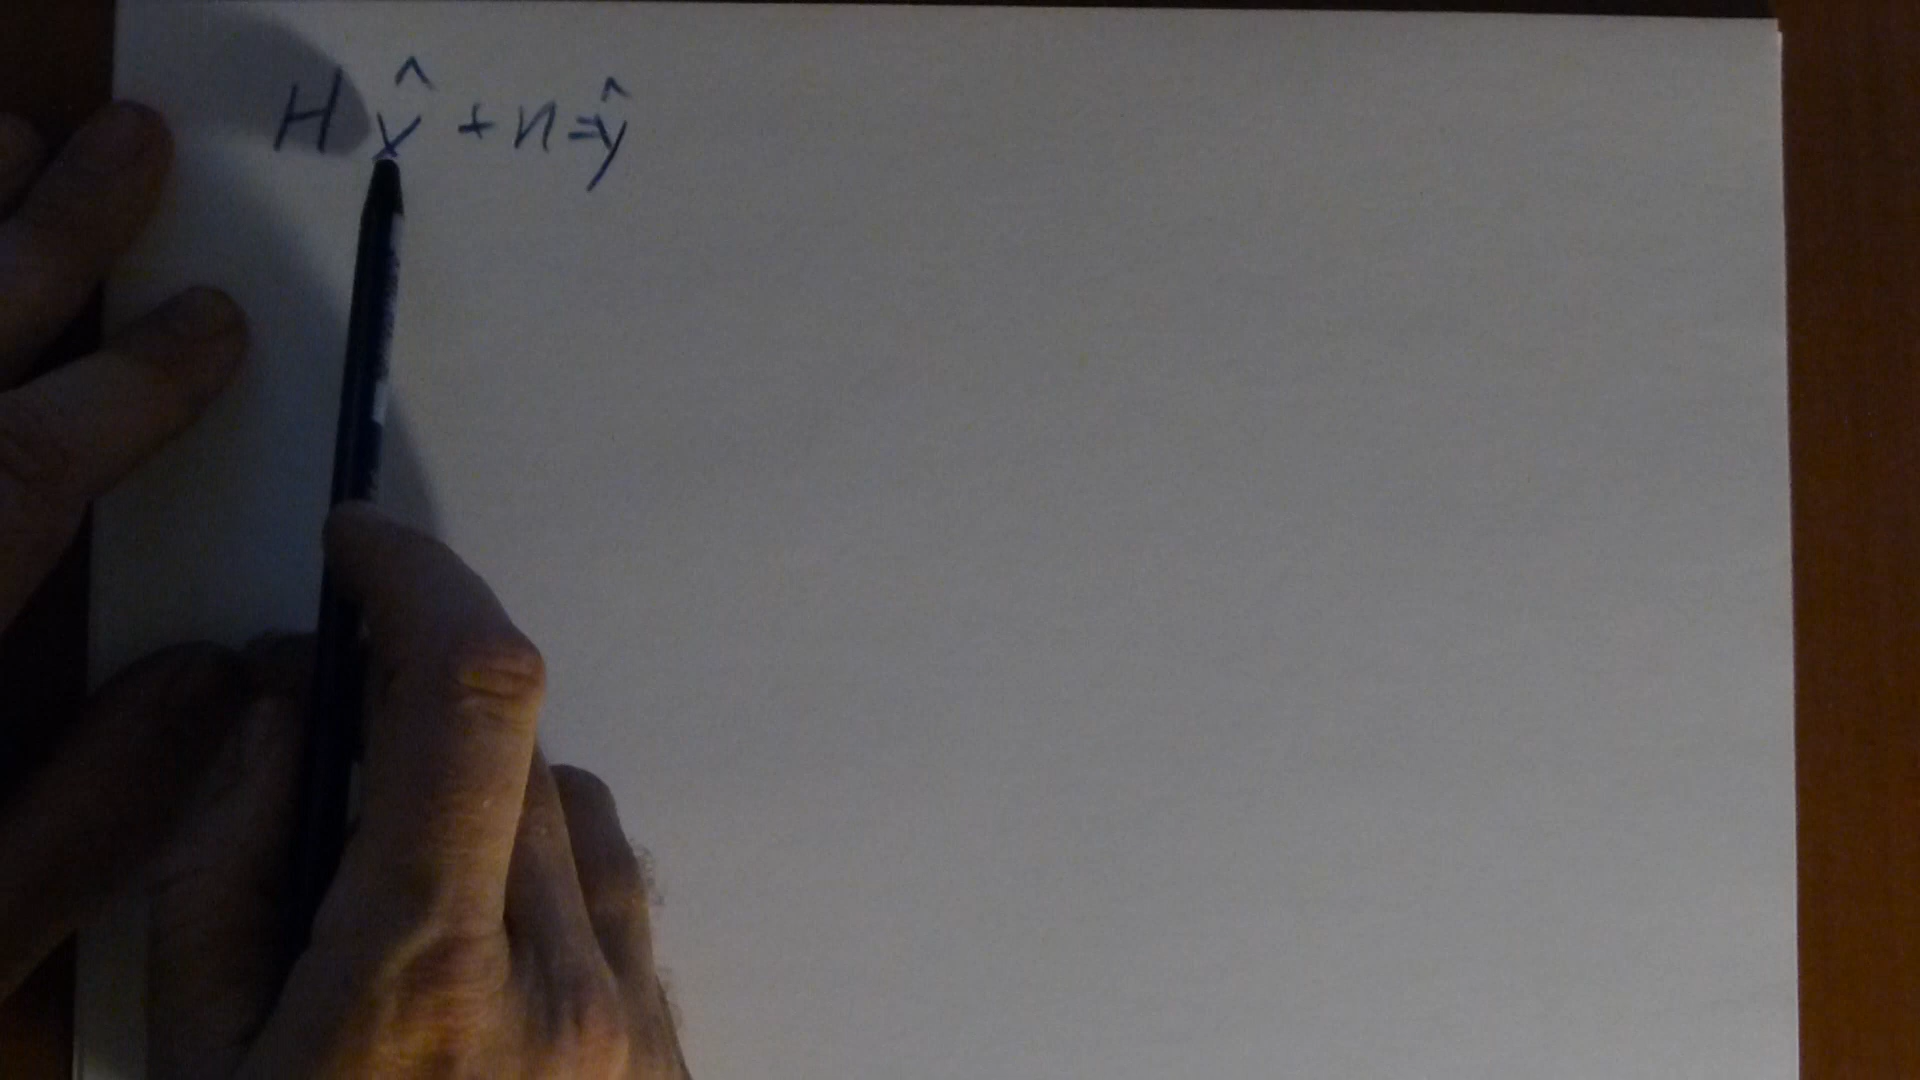 H x̂ + n = ŷ